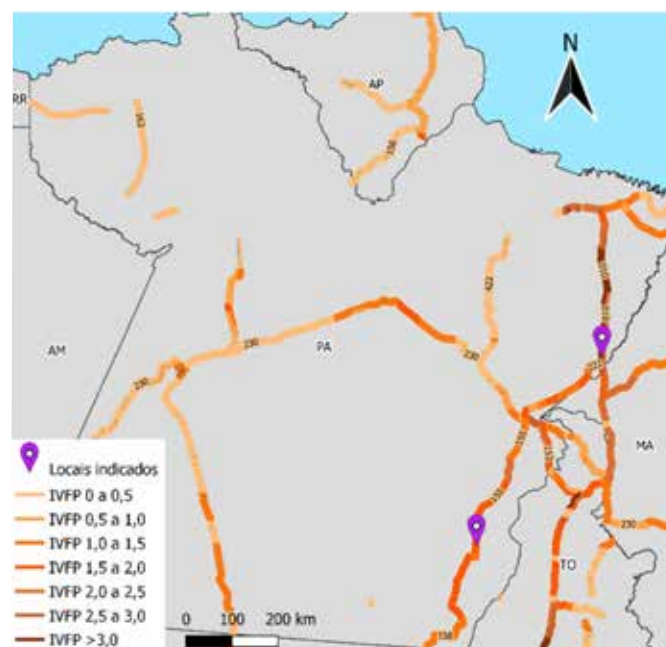 N
RR
AP
163
156
010
422
AM
230
PA
230
230
155
MA
230
TO
158
Locais indicados
IVFP 0 a 0,5
IVFP 0,5 a 1,0
IVFP 1,0 a 1,5
IVFP 1,5 a 2,0
IVFP 2,0 a 2,5
IVFP 2,5 a 3,0
IVFP >3,0
0 100 200 km